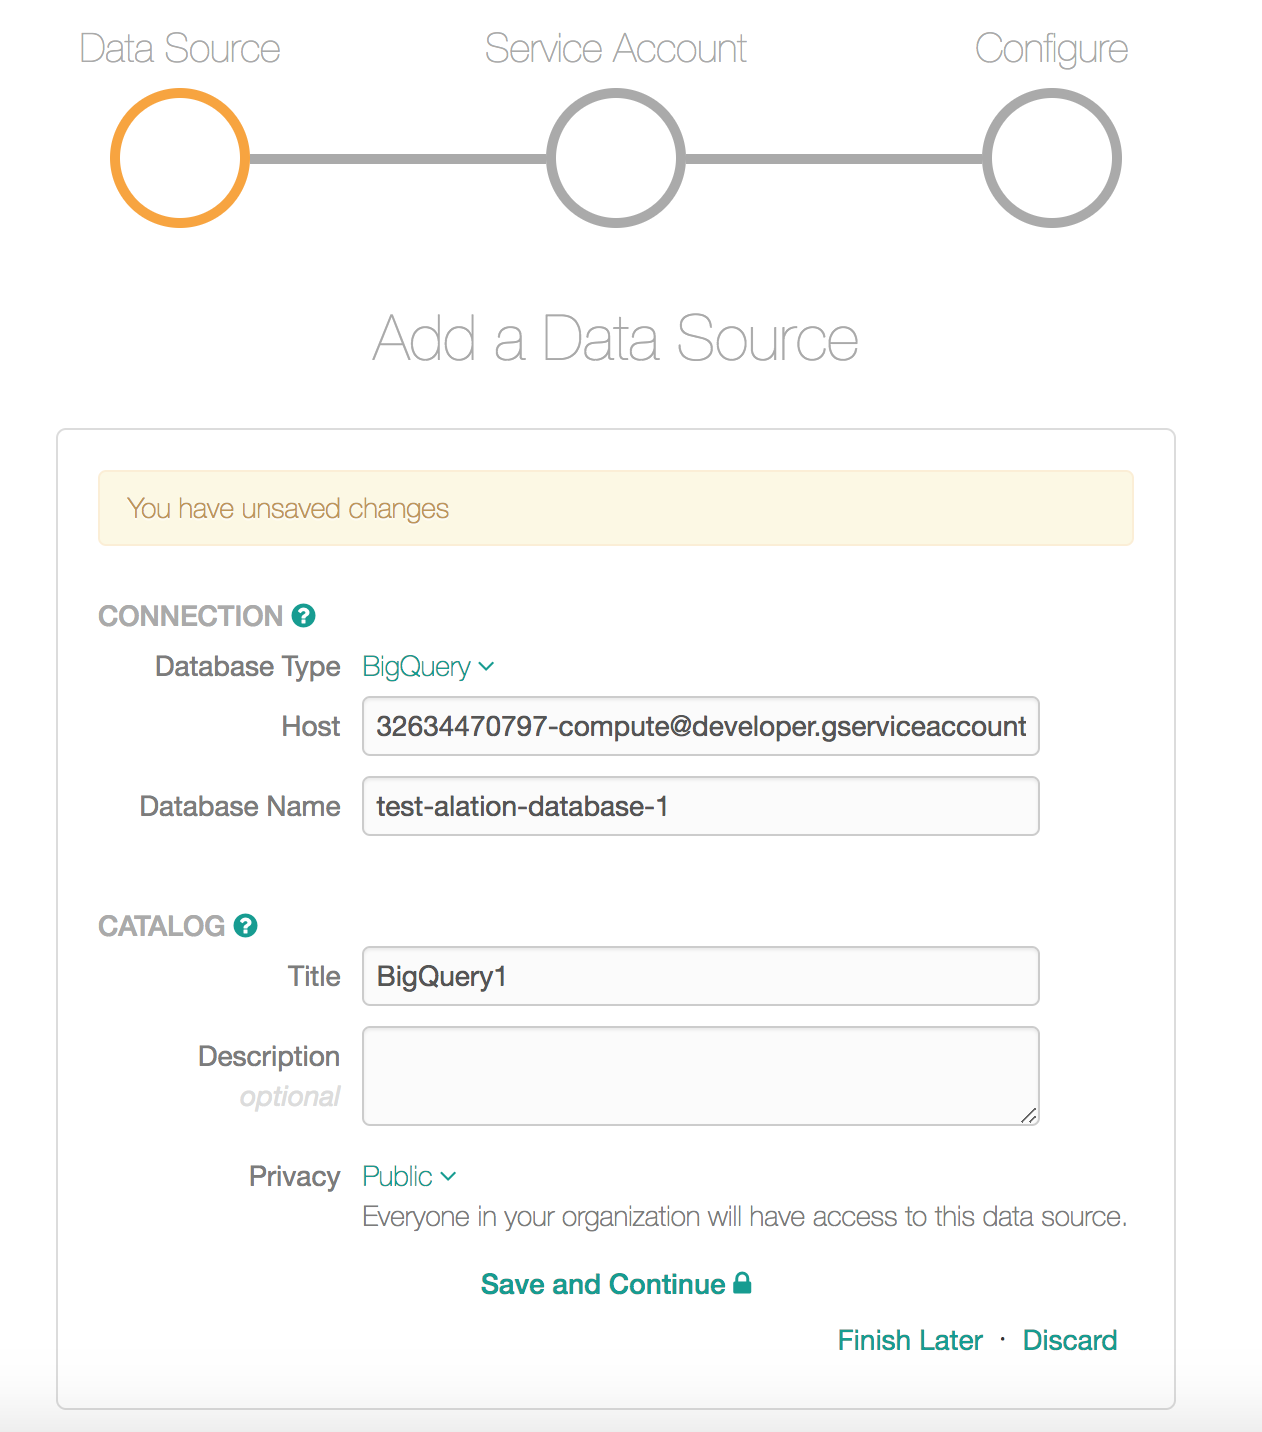 Data Source
Service Account
Configure
Add a Data Source
You have unsaved changes
CONNECTION ?
Database Type BigQuery
Host 32634470797-compute@developer.gserviceaccount
Database Name test-alation-database-1
CATALOG ?
Title BigQuery1
Description
optional
Privacy Public
Everyone in your organization will have access to this data source.
Save and Continue
Finish Later · Discard